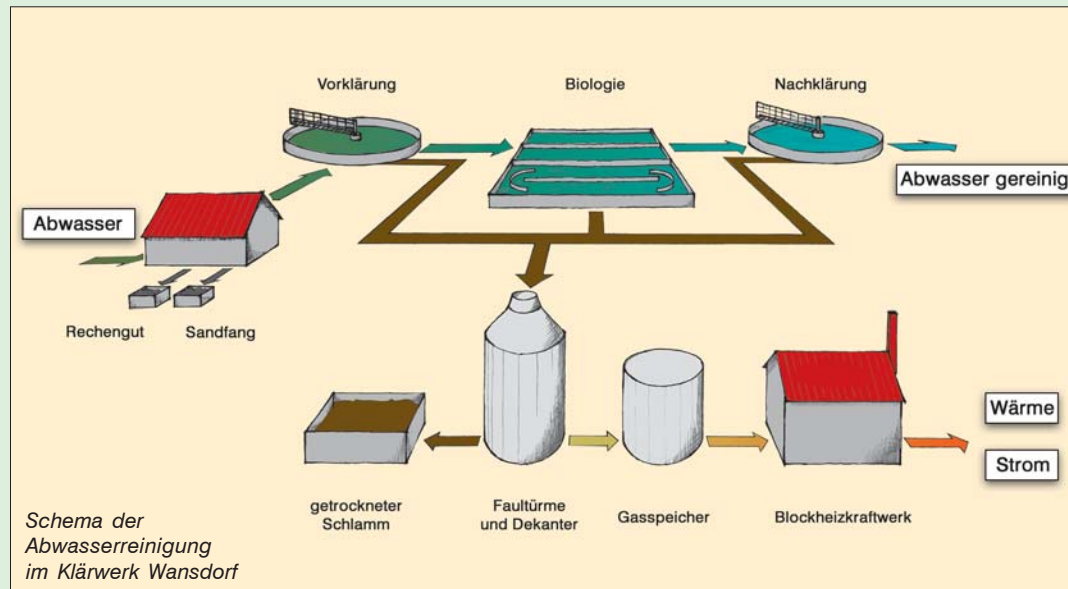 Vorklärung
Biologie
Nachklärung
Abwasser
Abwasser gereinig
Rechengut
Sandfang
Wärme
Strom
getrockneter
Schlamm
Faultürme
und Dekanter
Gasspeicher
Blockheizkraftwerk
Schema der
Abwasserreinigung
im Klärwerk Wansdorf